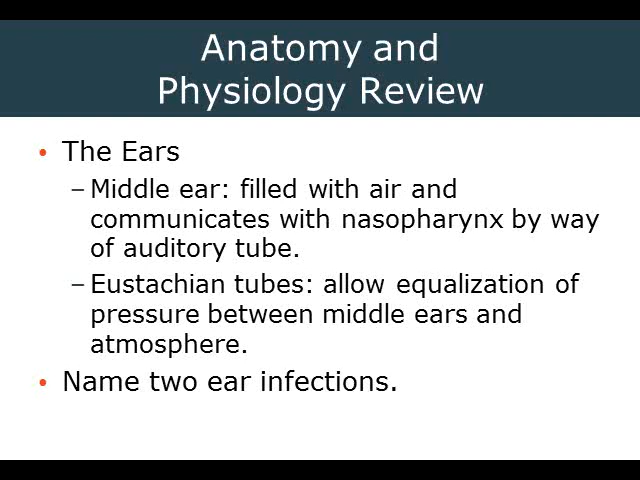 Anatomy and
Physiology Review
• The Ears
– Middle ear: filled with air and
communicates with nasopharynx by way
of auditory tube.
– Eustachian tubes: allow equalization of
pressure between middle ears and
atmosphere.
• Name two ear infections.